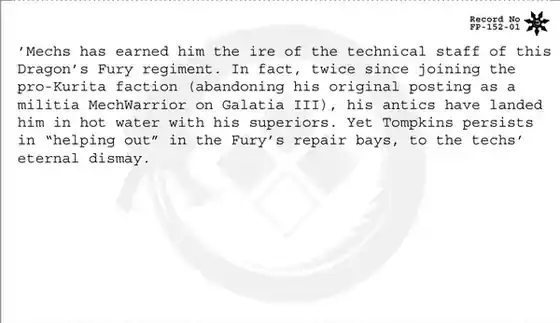 Record No
FP-152-01
'Mechs has earned him the ire of the technical staff of this
Dragon's Fury regiment. In fact, twice since joining the
pro-Kurita faction (abandoning his original posting as a
militia MechWarrior on Galatia III), his antics have landed
him in hot water with his superiors. Yet Tompkins persists
in “helping out” in the Fury's repair bays, to the techs'
eternal dismay.